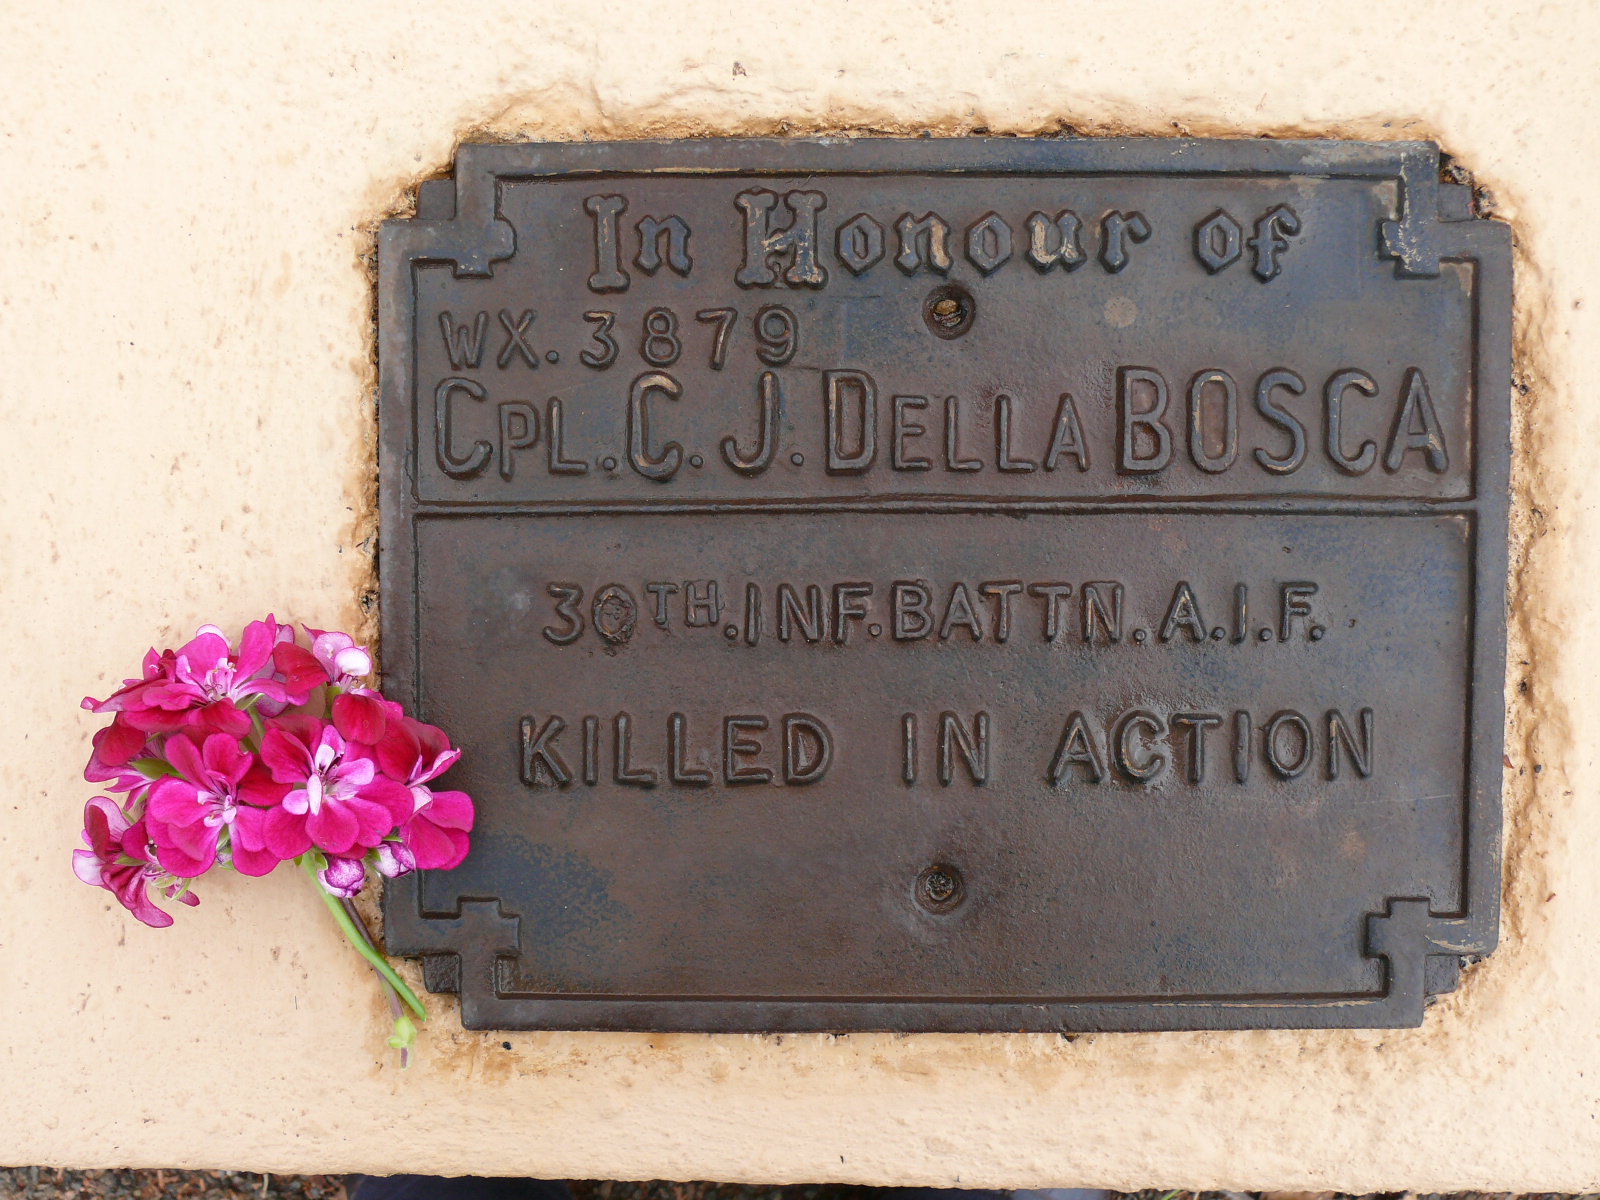 In Honour of
WX. 3879
CPL. C. J. DELLA BOSCA
30TH. INF. BATTN. A.I.F.
KILLED IN ACTION